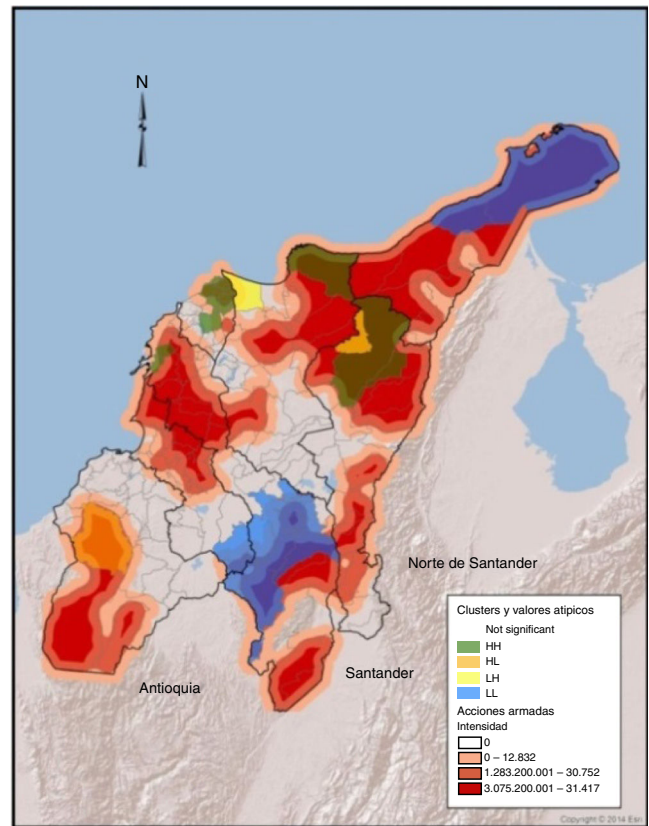 N
Norte de Santander
Santander
Antioquia
Clusters y valores atipicos
Not significant
HH
HL
LH
LL
Acciones armadas
Intensidad
0
0 – 12.832
1.283.200.001 – 30.752
3.075.200.001 – 31.417
Copyright © 2014 Esri